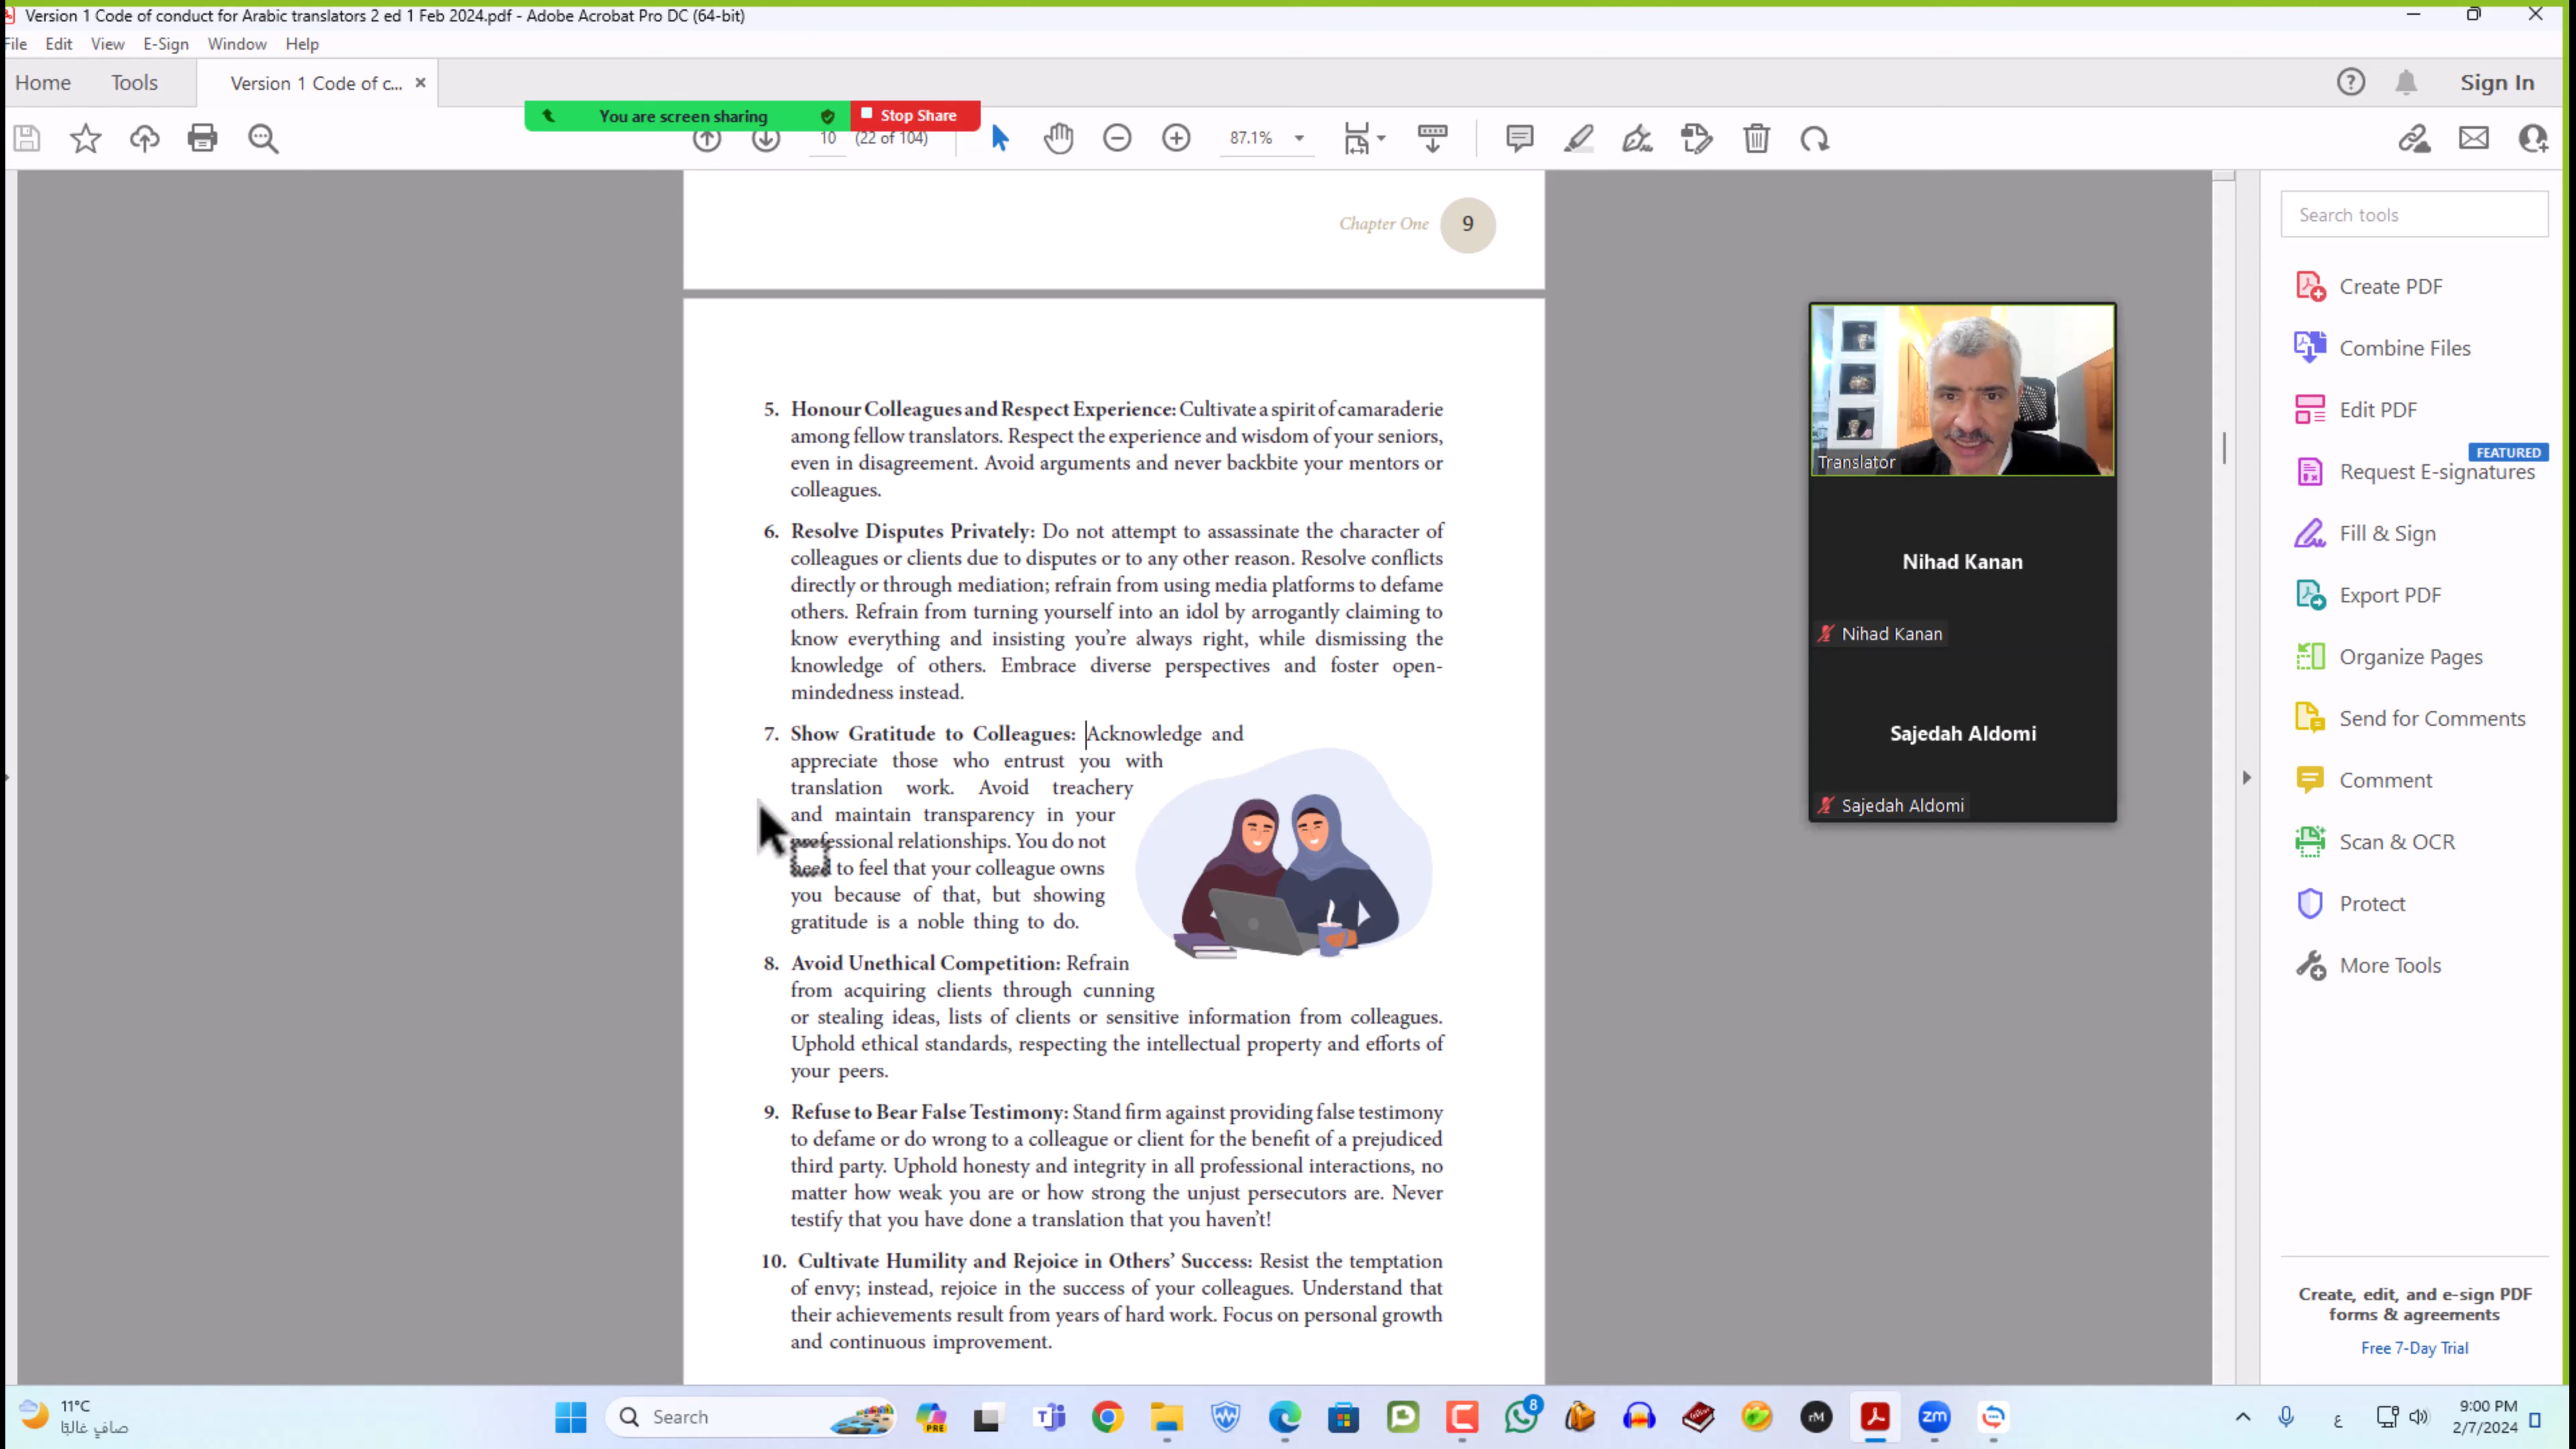 Version 1 Code of conduct for Arabic translators 2 ed 1 Feb 2024.pdf - Adobe Acrobat Pro DC (64-bit)
File Edit View E-Sign Window Help
Home Tools Version 1 Code of c... ×
Sign In
You are screen sharing Stop Share
10 (22 of 104) 87.1%
Chapter One 9
5. Honour Colleagues and Respect Experience: Cultivate a spirit of camaraderie
among fellow translators. Respect the experience and wisdom of your seniors,
even in disagreement. Avoid arguments and never backbite your mentors or
colleagues.
6. Resolve Disputes Privately: Do not attempt to assassinate the character of
colleagues or clients due to disputes or to any other reason. Resolve conflicts
directly or through mediation; refrain from using media platforms to defame
others. Refrain from turning yourself into an idol by arrogantly claiming to
know everything and insisting you're always right, while dismissing the
knowledge of others. Embrace diverse perspectives and foster open-
mindedness instead.
7. Show Gratitude to Colleagues: Acknowledge and
appreciate those who entrust you with
translation work. Avoid treachery
and maintain transparency in your
professional relationships. You do not
need to feel that your colleague owns
you because of that, but showing
gratitude is a noble thing to do.
8. Avoid Unethical Competition: Refrain
from acquiring clients through cunning
or stealing ideas, lists of clients or sensitive information from colleagues.
Uphold ethical standards, respecting the intellectual property and efforts of
your peers.
9. Refuse to Bear False Testimony: Stand firm against providing false testimony
to defame or do wrong to a colleague or client for the benefit of a prejudiced
third party. Uphold honesty and integrity in all professional interactions, no
matter how weak you are or how strong the unjust persecutors are. Never
testify that you have done a translation that you haven't!
10. Cultivate Humility and Rejoice in Others' Success: Resist the temptation
of envy; instead, rejoice in the success of your colleagues. Understand that
their achievements result from years of hard work. Focus on personal growth
and continuous improvement.
Translator
Nihad Kanan
Nihad Kanan
Sajedah Aldomi
Sajedah Aldomi
Search tools
Create PDF
Combine Files
Edit PDF
FEATURED
Request E-signatures
Fill & Sign
Export PDF
Organize Pages
Send for Comments
Comment
Scan & OCR
Protect
More Tools
Create, edit, and e-sign PDF
forms & agreements
Free 7-Day Trial
11°C
صافٍ غالبًا
Search
PRE
8
rM
zm
ع
9:00 PM
2/7/2024